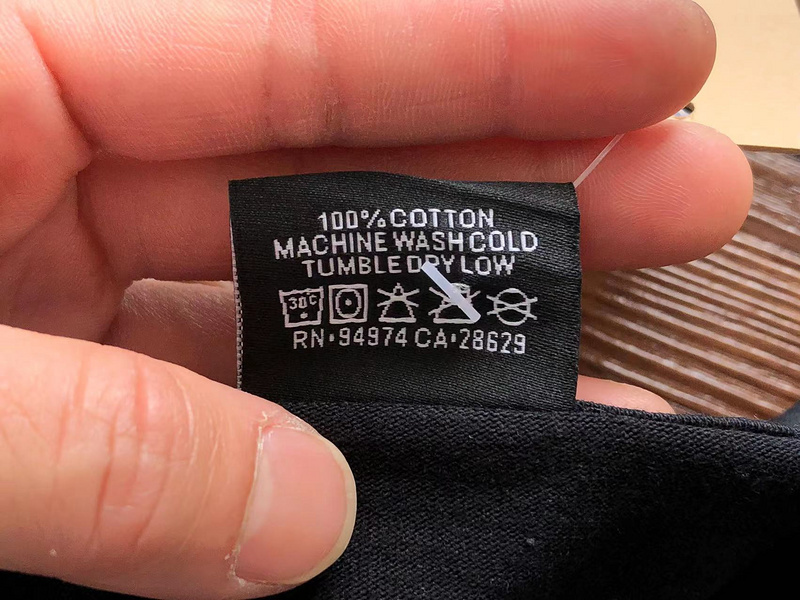 100% COTTON
MACHINE WASH COLD
TUMBLE DRY LOW
30°C
RN·94974 CA·28629